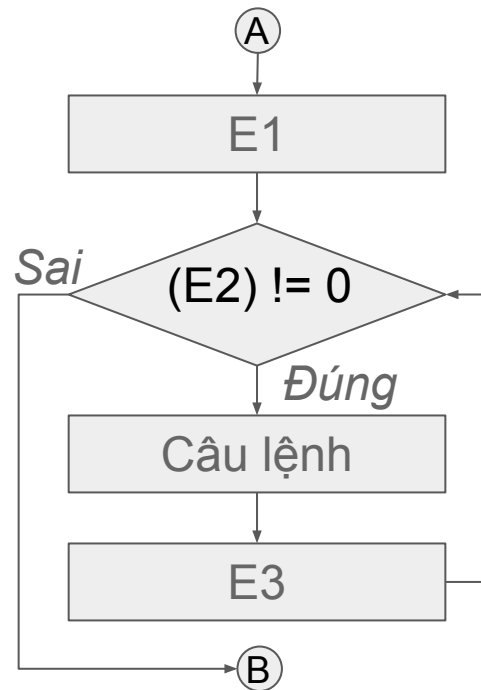 A
E1
Sai
(E2) != 0
Đúng
Câu lệnh
E3
B